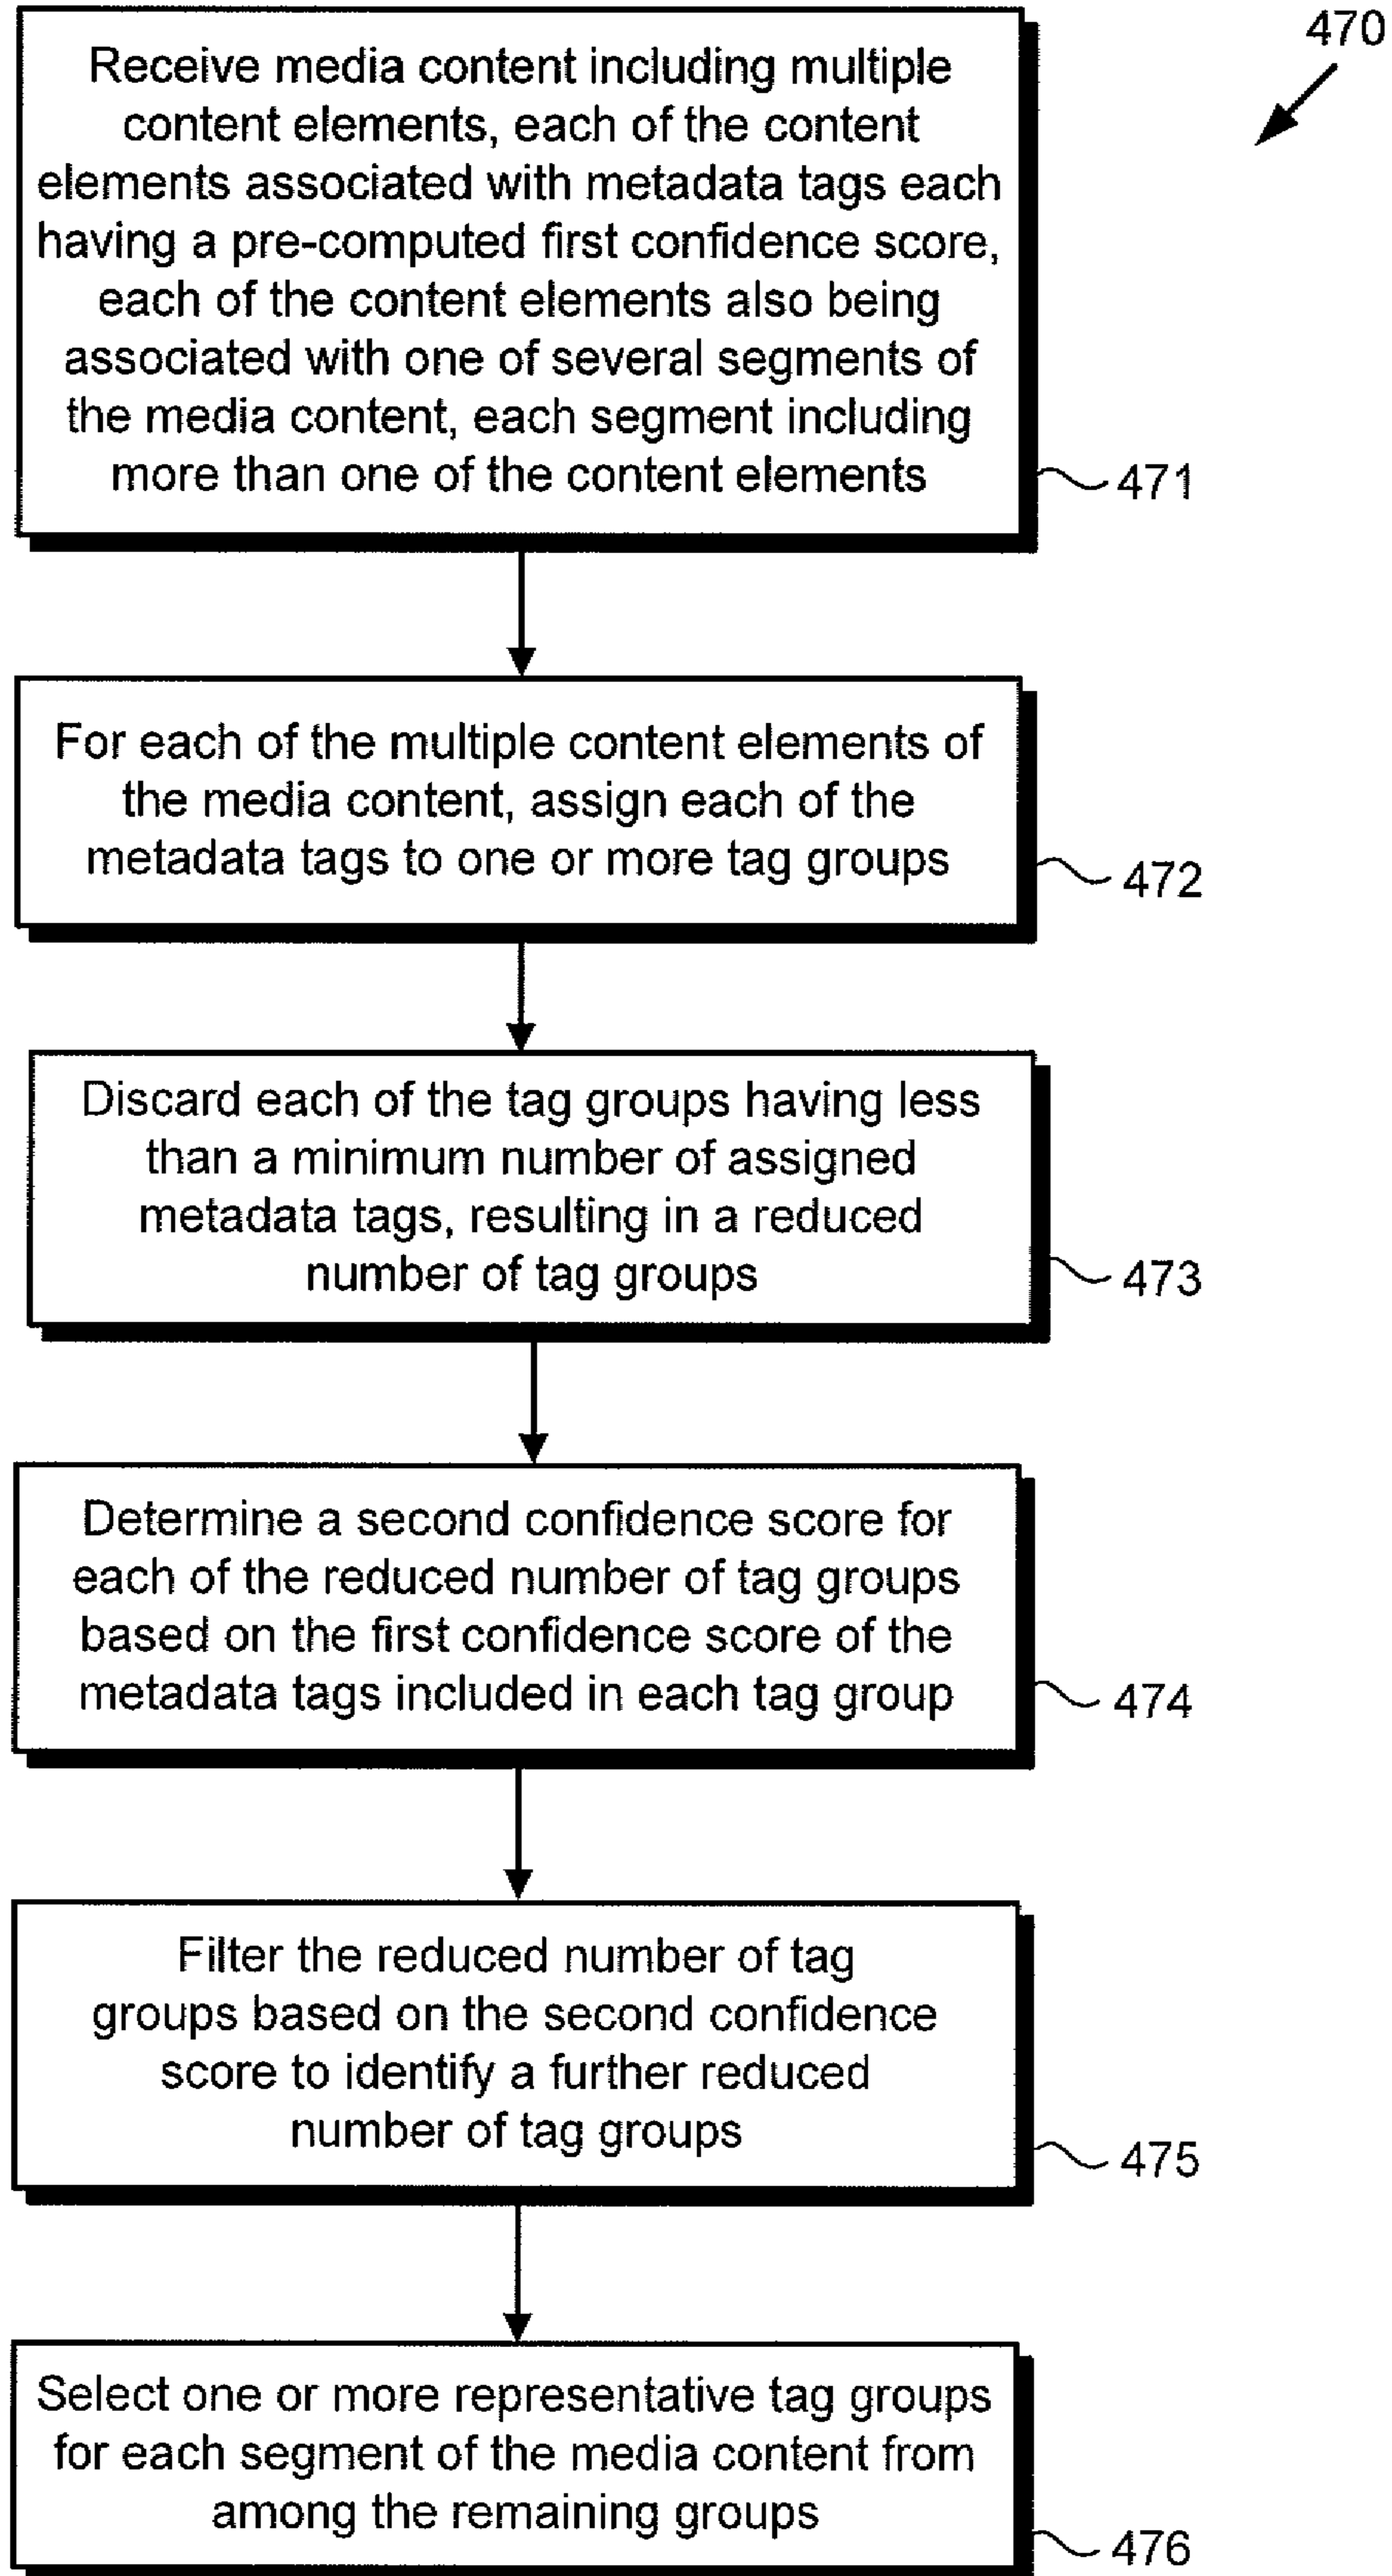 470
Receive media content including multiple
content elements, each of the content
elements associated with metadata tags each
having a pre-computed first confidence score,
each of the content elements also being
associated with one of several segments of
the media content, each segment including
more than one of the content elements
471
For each of the multiple content elements of
the media content, assign each of the
metadata tags to one or more tag groups
472
Discard each of the tag groups having less
than a minimum number of assigned
metadata tags, resulting in a reduced
number of tag groups
473
Determine a second confidence score for
each of the reduced number of tag groups
based on the first confidence score of the
metadata tags included in each tag group
474
Filter the reduced number of tag
groups based on the second confidence
score to identify a further reduced
number of tag groups
475
Select one or more representative tag groups
for each segment of the media content from
among the remaining groups
476